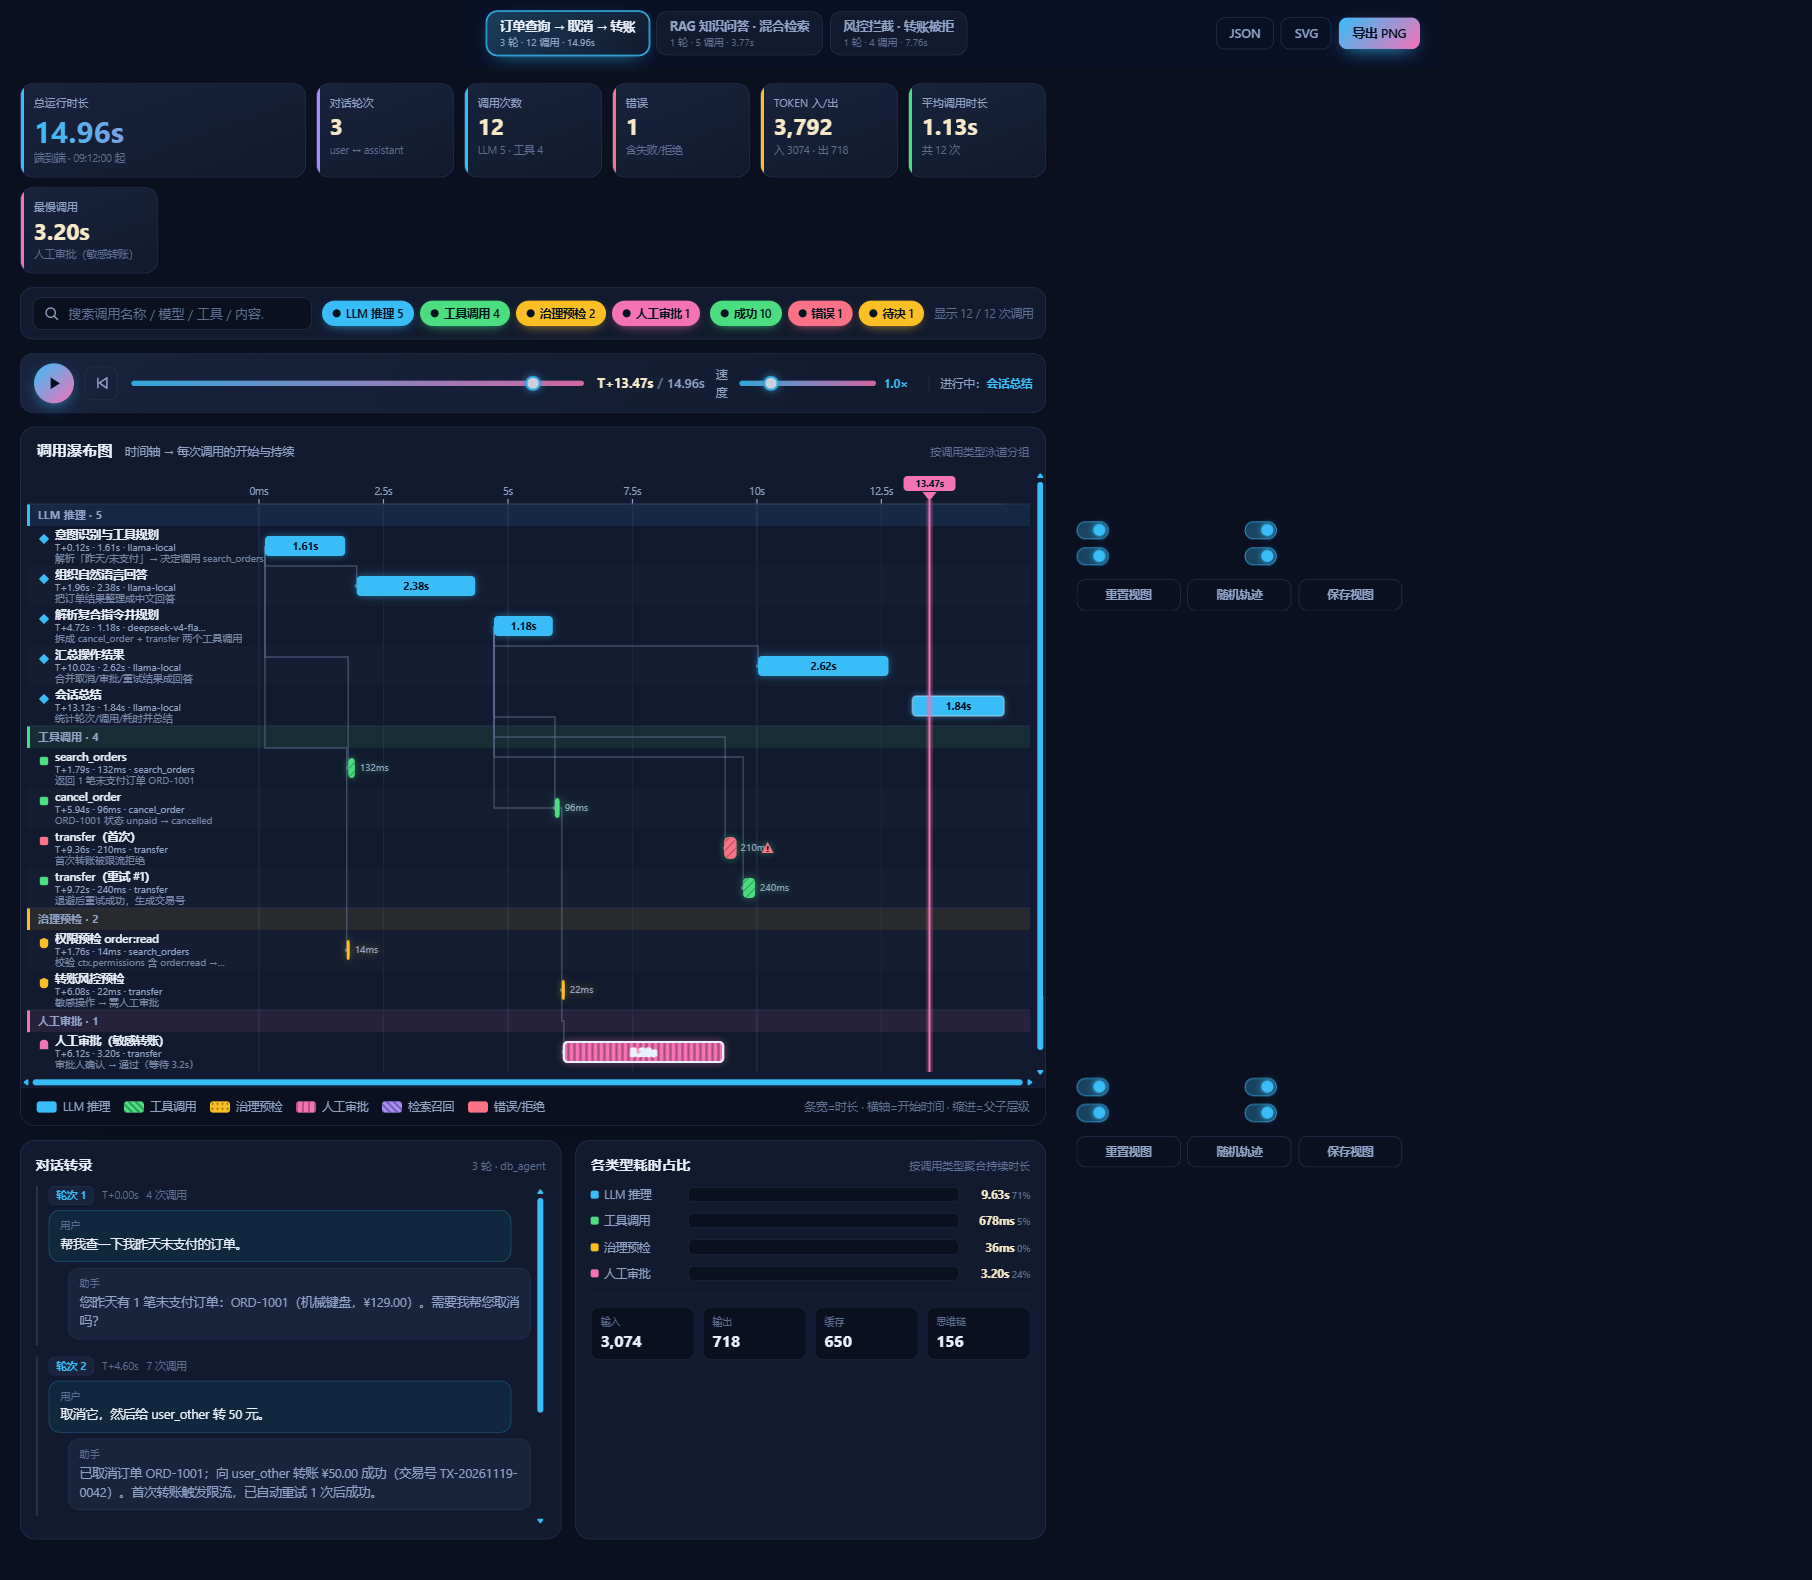 订单查询 → 取消 → 转账
3 轮 · 12 调用 · 14.96s
RAG 知识问答 · 混合检索
1 轮 · 5 调用 · 3.77s
风控拦截 · 转账被拒
1 轮 · 4 调用 · 7.76s
JSON
SVG
导出 PNG
总运行时长
14.96s
端到端 · 09:12:00 起
对话轮次
3
user ↔ assistant
调用次数
12
LLM 5 · 工具 4
错误
1
含失败/拒绝
TOKEN 入/出
3,792
入 3074 · 出 718
平均调用时长
1.13s
共 12 次
最慢调用
3.20s
人工审批（敏感转账）
搜索调用名称 / 模型 / 工具 / 内容.
LLM 推理 5
工具调用 4
治理预检 2
人工审批 1
成功 10
错误 1
待决 1
显示 12 / 12 次调用
T+13.47s / 14.96s
速度
1.0×
进行中：会话总结
调用瀑布图
时间轴 → 每次调用的开始与持续
按调用类型泳道分组
0ms
2.5s
5s
7.5s
10s
12.5s
13.47s
LLM 推理 · 5
意图识别与工具规划
T+0.12s · 1.61s · llama-local
解析「昨天/未支付」→ 决定调用 search_orders
1.61s
组织自然语言回答
T+1.96s · 2.38s · llama-local
把订单结果整理成中文回答
2.38s
解析复合指令并规划
T+4.72s · 1.18s · deepseek-v4-fla...
拆成 cancel_order + transfer 两个工具调用
1.18s
汇总操作结果
T+10.02s · 2.62s · llama-local
合并取消/审批/重试结果成回答
2.62s
会话总结
T+13.12s · 1.84s · llama-local
统计轮次/调用/耗时并总结
1.84s
工具调用 · 4
search_orders
T+1.79s · 132ms · search_orders
返回 1 笔未支付订单 ORD-1001
132ms
cancel_order
T+5.94s · 96ms · cancel_order
ORD-1001 状态 unpaid → cancelled
96ms
transfer（首次）
T+9.36s · 210ms · transfer
首次转账被限流拒绝
210ms
transfer（重试 #1）
T+9.72s · 240ms · transfer
退避后重试成功，生成交易号
240ms
治理预检 · 2
权限预检 order:read
T+1.76s · 14ms · search_orders
校验 ctx.permissions 含 order:read →...
14ms
转账风控预检
T+6.08s · 22ms · transfer
敏感操作 → 需人工审批
22ms
人工审批 · 1
人工审批（敏感转账）
T+6.12s · 3.20s · transfer
审批人确认 → 通过（等待 3.2s）
LLM 推理
工具调用
治理预检
人工审批
检索召回
错误/拒绝
条宽=时长 · 横轴=开始时间 · 缩进=父子层级
重置视图
随机轨迹
保存视图
重置视图
随机轨迹
保存视图
对话转录
3 轮 · db_agent
轮次 1
T+0.00s
4 次调用
用户
帮我查一下我昨天未支付的订单。
助手
您昨天有 1 笔未支付订单：ORD-1001（机械键盘，¥129.00）。需要我帮您取消
吗？
轮次 2
T+4.60s
7 次调用
用户
取消它，然后给 user_other 转 50 元。
助手
已取消订单 ORD-1001；向 user_other 转账 ¥50.00 成功（交易号 TX-20261119-
0042）。首次转账触发限流，已自动重试 1 次后成功。
各类型耗时占比
按调用类型聚合持续时长
LLM 推理
9.63s 71%
工具调用
678ms 5%
治理预检
36ms 0%
人工审批
3.20s 24%
输入
3,074
输出
718
缓存
650
思维链
156